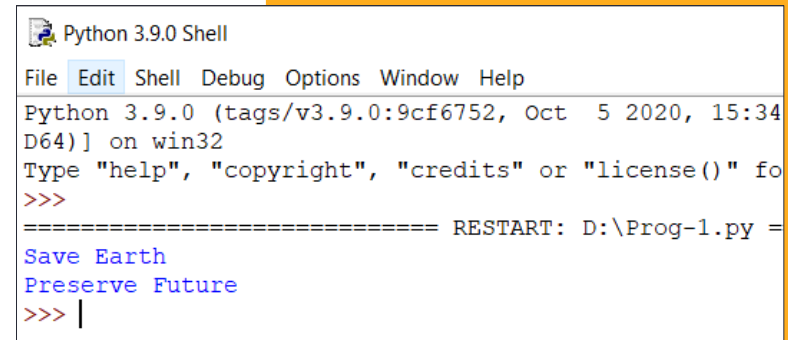 Python 3.9.0 Shell
File Edit Shell Debug Options Window Help
Python 3.9.0 (tags/v3.9.0:9cf6752, Oct  5 2020, 15:34
D64)] on win32
Type "help", "copyright", "credits" or "license()" fo
>>>
============================= RESTART: D:\Prog-1.py =
Save Earth
Preserve Future
>>>